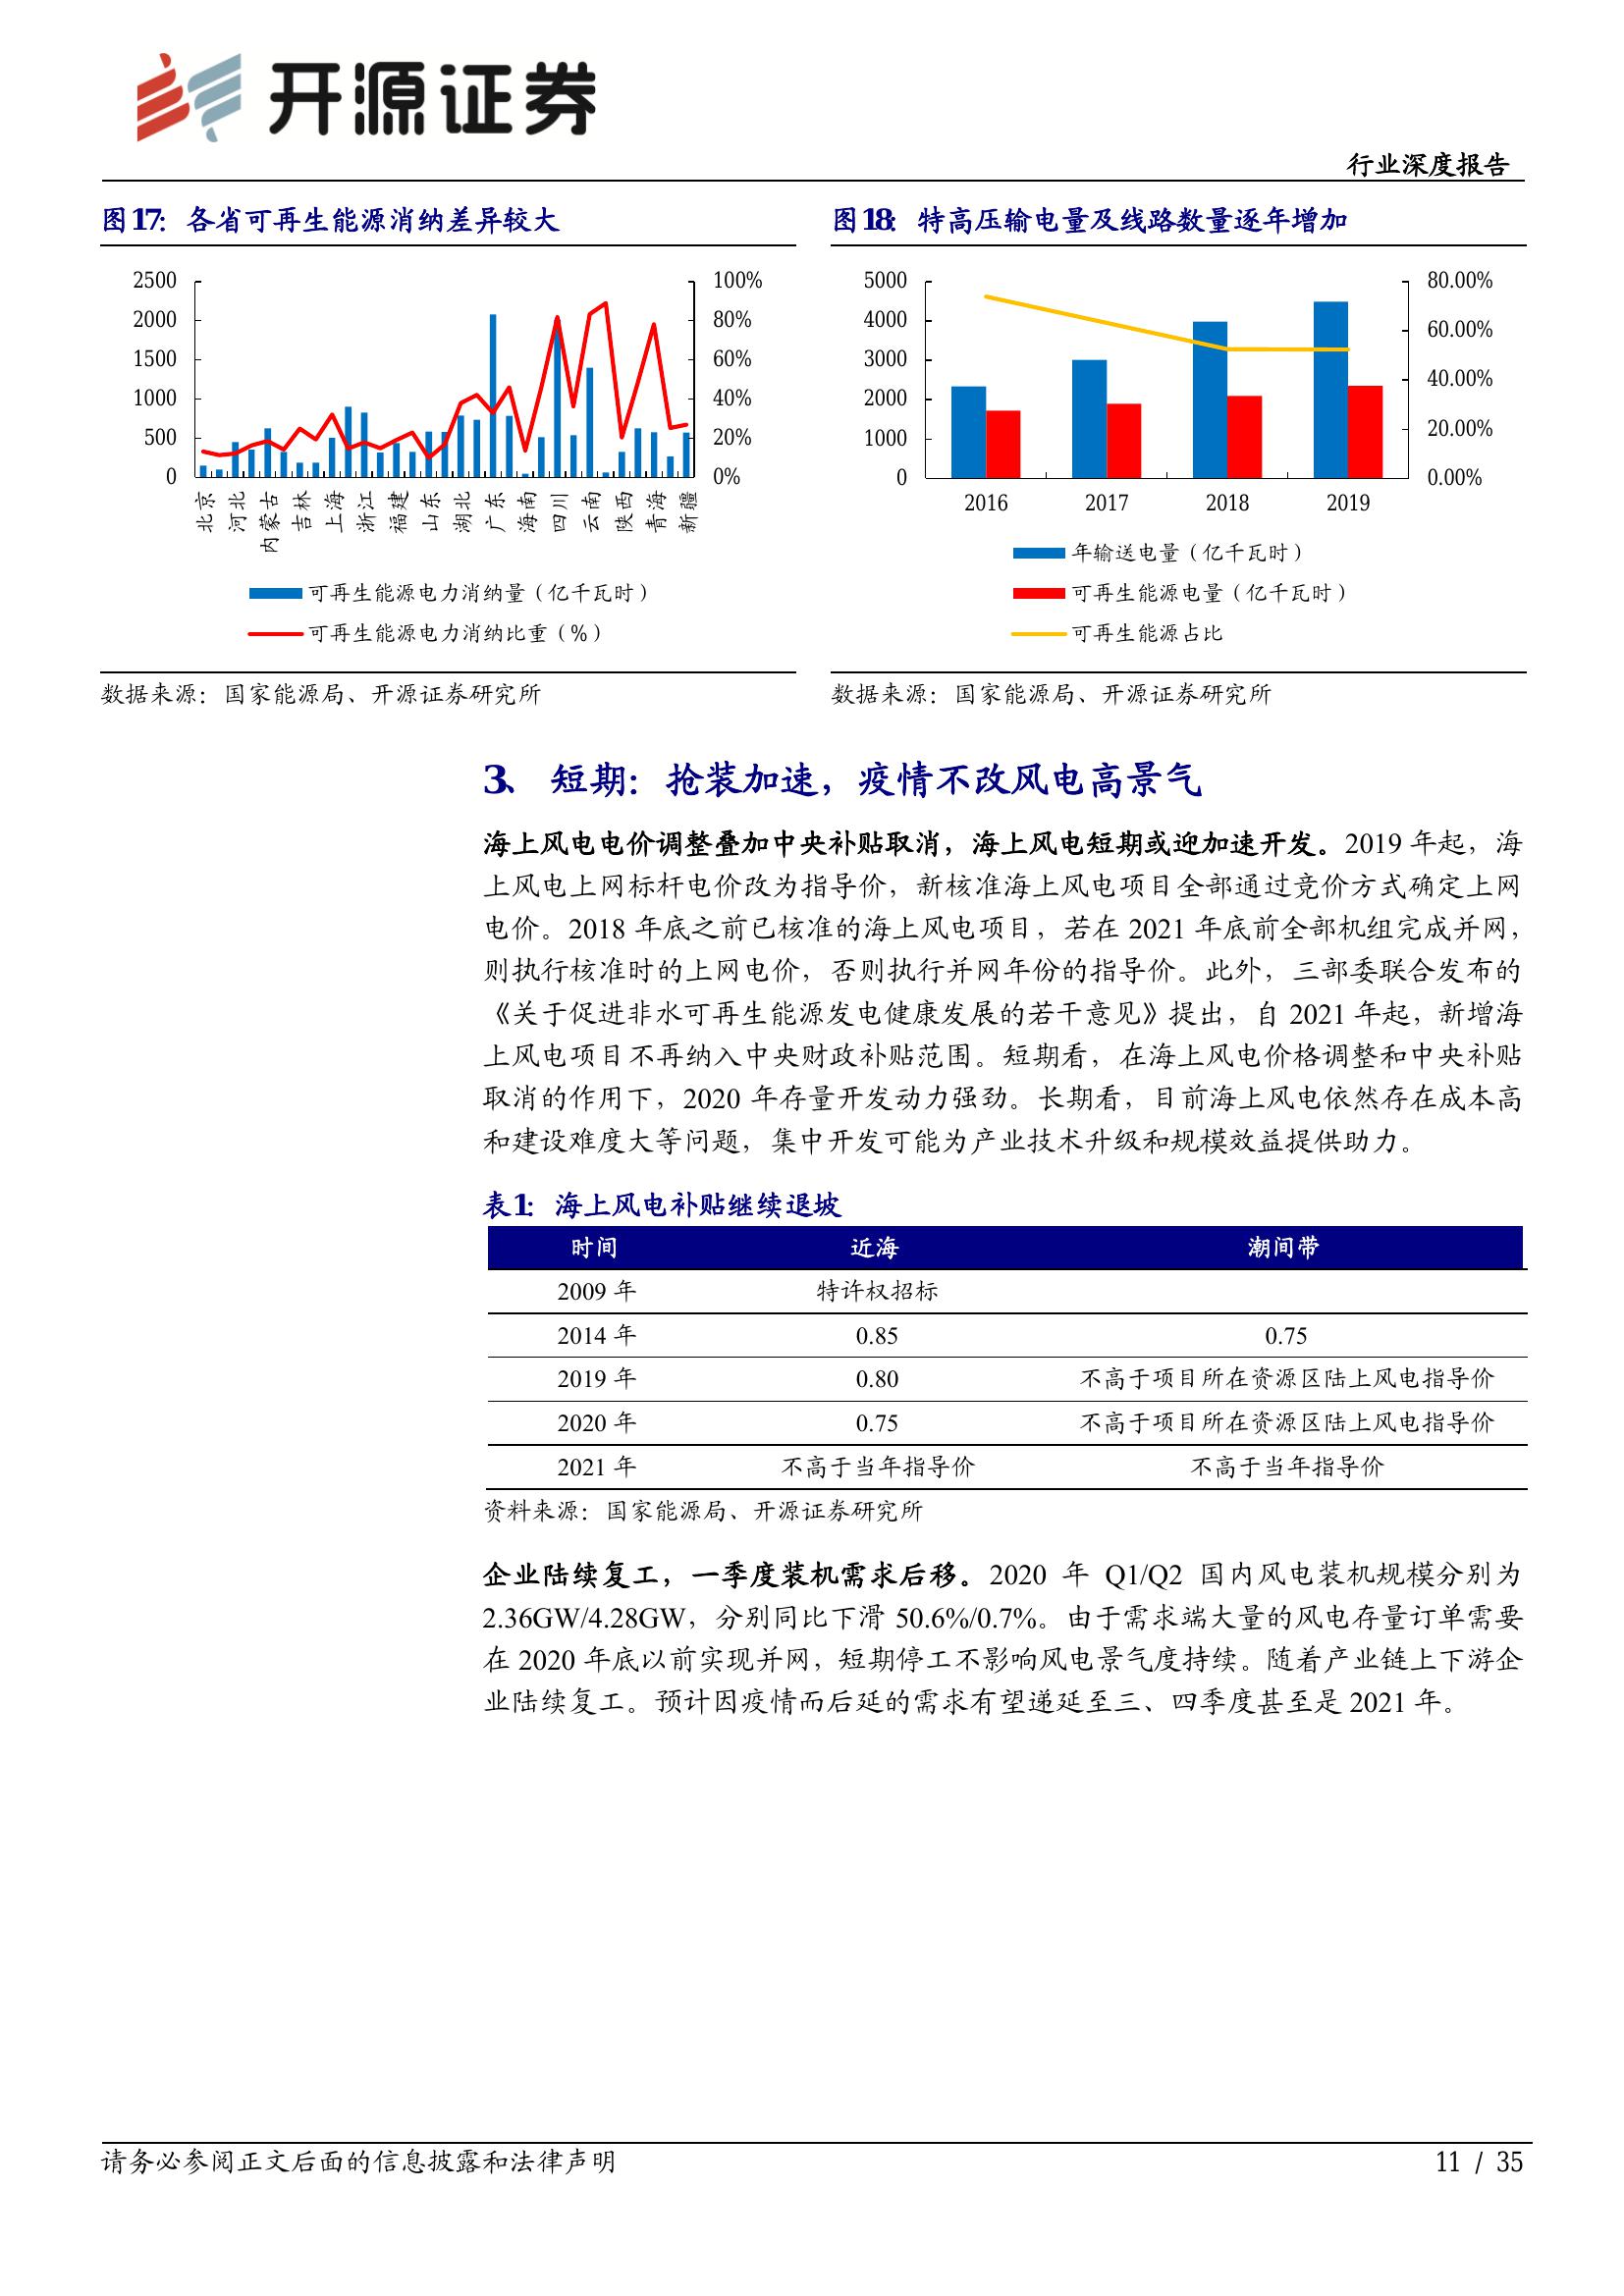 开源证券
行业深度报告
图17：各省可再生能源消纳差异较大
2500
2000
1500
1000
500
0
100%
80%
60%
40%
20%
0%
北京
河北
内蒙古
吉林
上海
浙江
福建
山东
湖北
广东
海南
四川
云南
陕西
青海
新疆
可再生能源电力消纳量（亿千瓦时）
可再生能源电力消纳比重（%）
数据来源：国家能源局、开源证券研究所
图18：特高压输电量及线路数量逐年增加
5000
4000
3000
2000
1000
0
80.00%
60.00%
40.00%
20.00%
0.00%
2016 2017 2018 2019
年输送电量（亿千瓦时）
可再生能源电量（亿千瓦时）
可再生能源占比
数据来源：国家能源局、开源证券研究所
3、 短期：抢装加速，疫情不改风电高景气
海上风电电价调整叠加中央补贴取消，海上风电短期或迎加速开发。2019 年起，海
上风电上网标杆电价改为指导价，新核准海上风电项目全部通过竞价方式确定上网
电价。2018 年底之前已核准的海上风电项目，若在 2021 年底前全部机组完成并网，
则执行核准时的上网电价，否则执行并网年份的指导价。此外，三部委联合发布的
《关于促进非水可再生能源发电健康发展的若干意见》提出，自 2021 年起，新增海
上风电项目不再纳入中央财政补贴范围。短期看，在海上风电价格调整和中央补贴
取消的作用下，2020 年存量开发动力强劲。长期看，目前海上风电依然存在成本高
和建设难度大等问题，集中开发可能为产业技术升级和规模效益提供助力。
表1：海上风电补贴继续退坡
时间 近海 潮间带
2009 年 特许权招标
2014 年 0.85 0.75
2019 年 0.80 不高于项目所在资源区陆上风电指导价
2020 年 0.75 不高于项目所在资源区陆上风电指导价
2021 年 不高于当年指导价 不高于当年指导价
资料来源：国家能源局、开源证券研究所
企业陆续复工，一季度装机需求后移。2020 年 Q1/Q2 国内风电装机规模分别为
2.36GW/4.28GW，分别同比下滑 50.6%/0.7%。由于需求端大量的风电存量订单需要
在 2020 年底以前实现并网，短期停工不影响风电景气度持续。随着产业链上下游企
业陆续复工。预计因疫情而后延的需求有望递延至三、四季度甚至是 2021 年。
请务必参阅正文后面的信息披露和法律声明
11 / 35